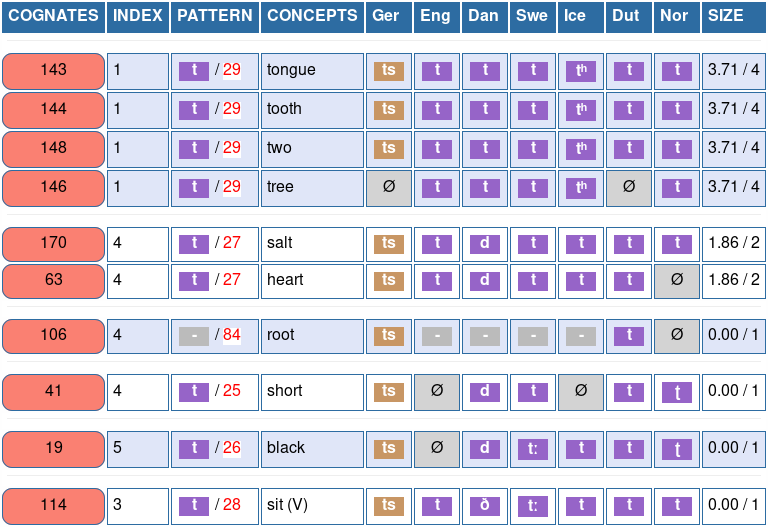 COGNATES INDEX PATTERN CONCEPTS Ger Eng Dan Swe Ice Dut Nor SIZE
143 1 t / 29 tongue ts t t t tʰ t t 3.71 / 4
144 1 t / 29 tooth ts t t t tʰ t t 3.71 / 4
148 1 t / 29 two ts t t t tʰ t t 3.71 / 4
146 1 t / 29 tree Ø t t t tʰ Ø t 3.71 / 4
170 4 t / 27 salt ts t d t t t t 1.86 / 2
63 4 t / 27 heart ts t d t t t Ø 1.86 / 2
106 4 - / 84 root ts - - - - t Ø 0.00 / 1
41 4 t / 25 short ts Ø d t Ø t ʈ 0.00 / 1
19 5 t / 26 black ts Ø d tː t t ʈ 0.00 / 1
114 3 t / 28 sit (V) ts t ð tː t t t 0.00 / 1